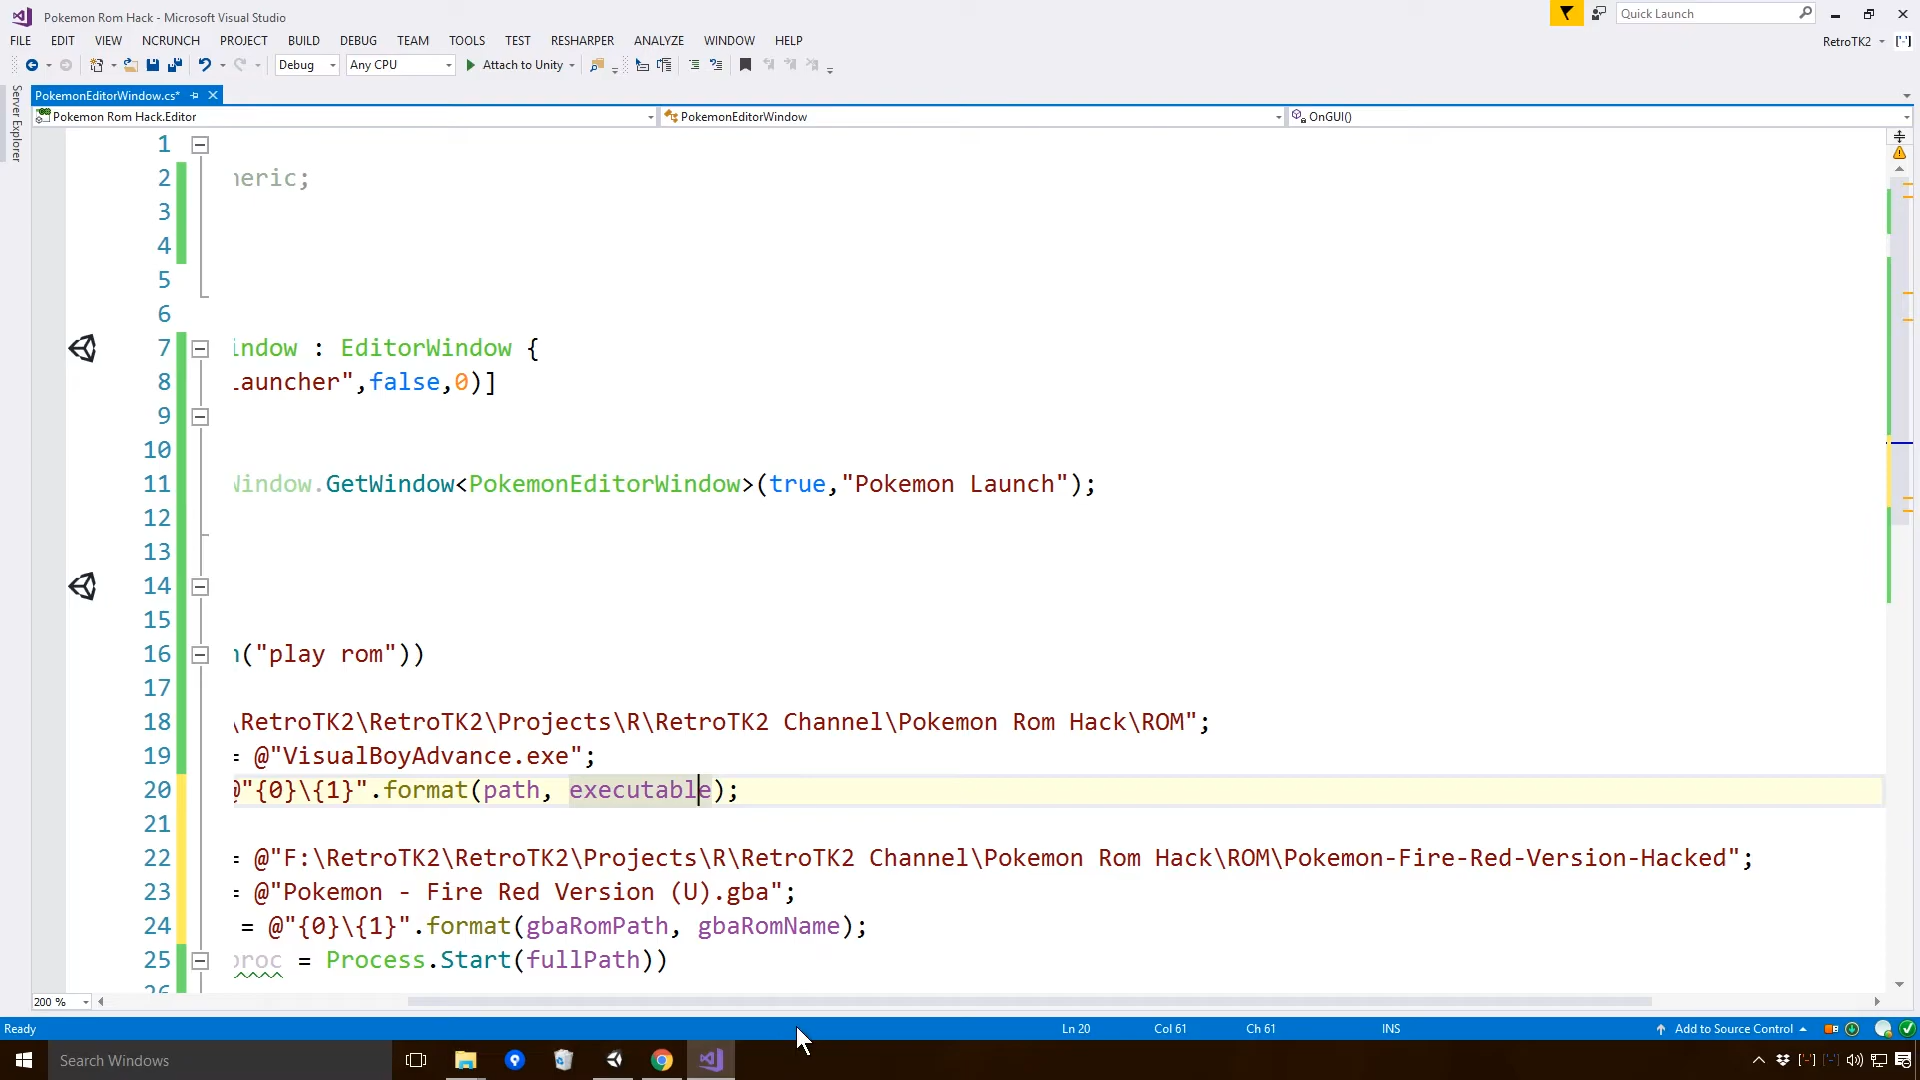 Pokemon Rom Hack - Microsoft Visual Studio
Quick Launch
FILE EDIT VIEW NCRUNCH PROJECT BUILD DEBUG TEAM TOOLS TEST RESHARPER ANALYZE WINDOW HELP
RetroTK2
Debug Any CPU Attach to Unity
Server Explorer
PokemonEditorWindow.cs*
Pokemon Rom Hack.Editor PokemonEditorWindow OnGUI()
1
2 neric;
3
4
5
6
7 indow : EditorWindow {
8 Launcher",false,0)]
9
10
11 Window.GetWindow<PokemonEditorWindow>(true,"Pokemon Launch");
12
13
14
15
16 n("play rom"))
17
18 \RetroTK2\RetroTK2\Projects\R\RetroTK2 Channel\Pokemon Rom Hack\ROM";
19 = @"VisualBoyAdvance.exe";
20 @"{0}\{1}".format(path, executable);
21
22 = @"F:\RetroTK2\RetroTK2\Projects\R\RetroTK2 Channel\Pokemon Rom Hack\ROM\Pokemon-Fire-Red-Version-Hacked";
23 = @"Pokemon - Fire Red Version (U).gba";
24 = @"{0}\{1}".format(gbaRomPath, gbaRomName);
25 proc = Process.Start(fullPath))
26
200 %
Ready Ln 20 Col 61 Ch 61 INS Add to Source Control
Search Windows